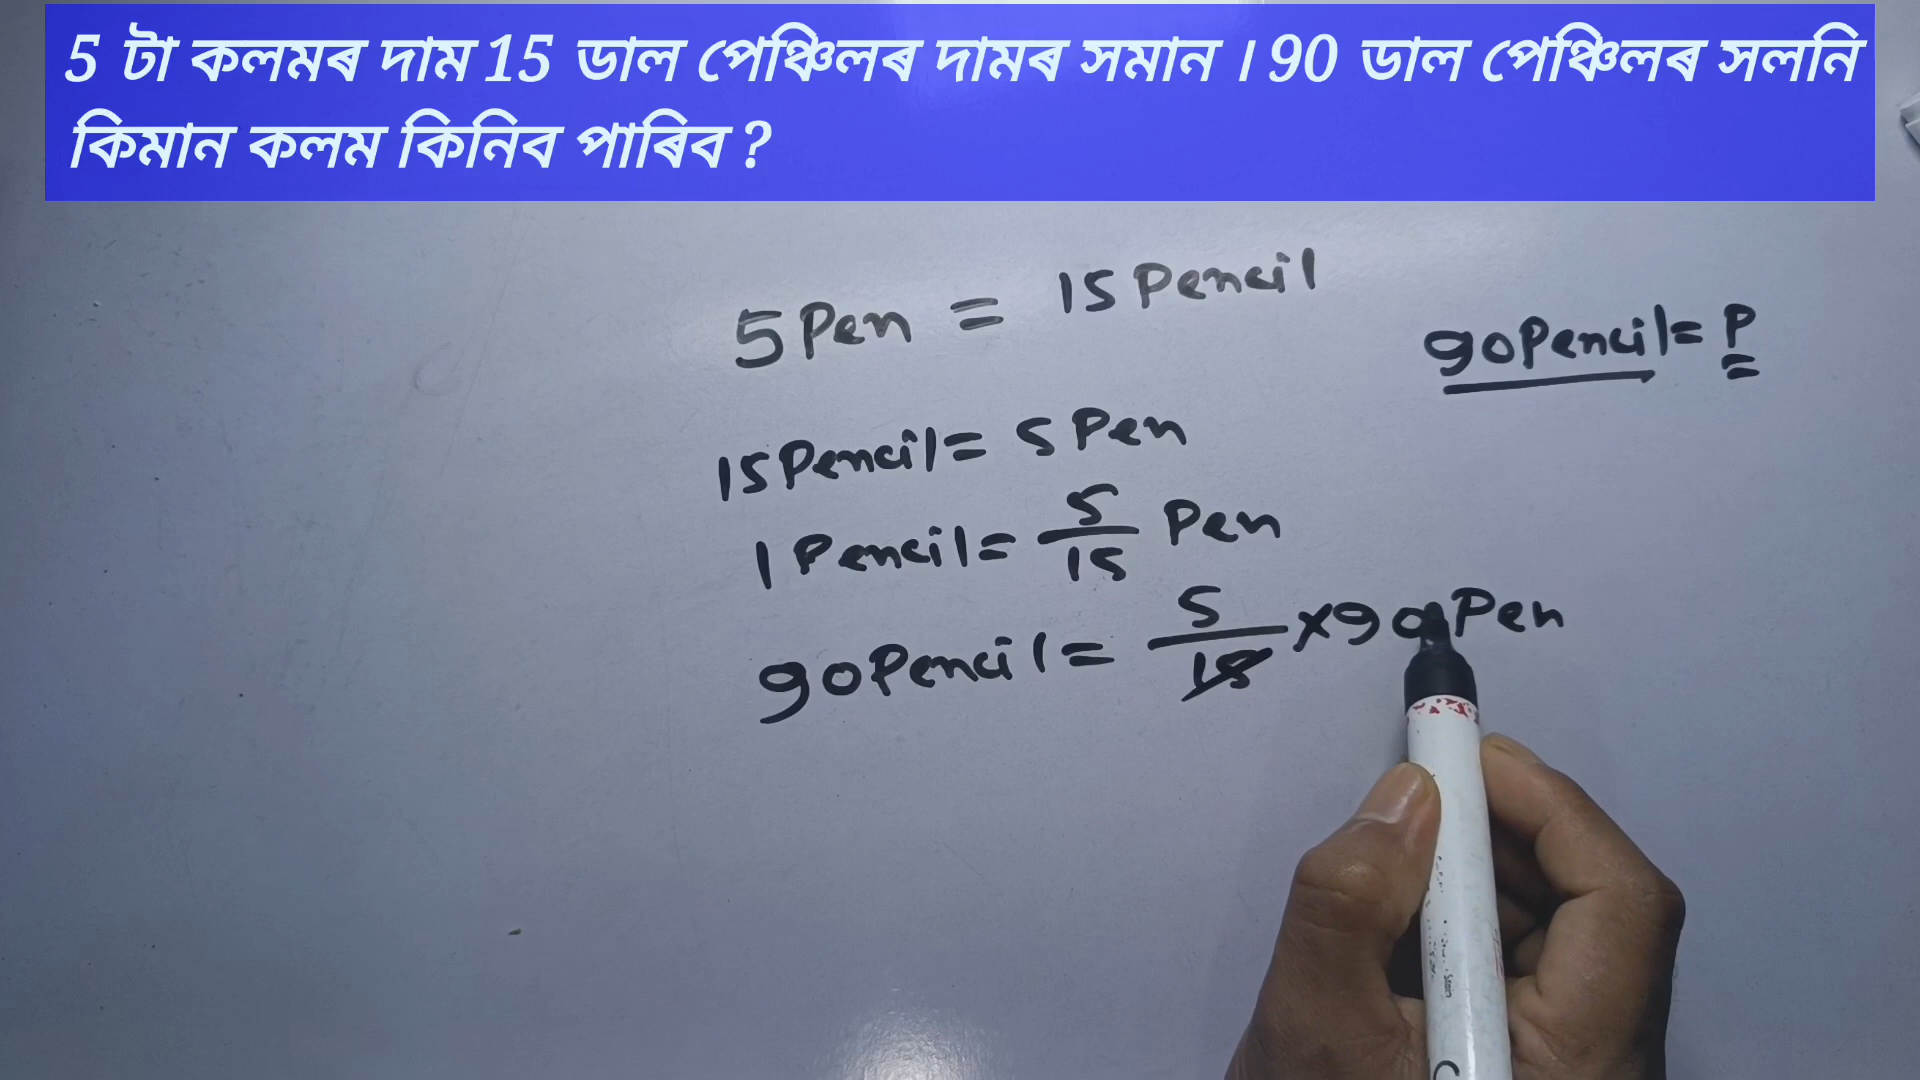 5 টা কলমৰ দাম 15 ডাল পেঞ্চিলৰ দামৰ সমান । 90 ডাল পেঞ্চিলৰ সলনি
কিমান কলম কিনিব পাৰিব ?
5 Pen = 15 Pencil
90 Pencil = P
15 Pencil = 5 Pen
1 Pencil = 5/15 Pen
90 Pencil = 5/15 × 90 Pen